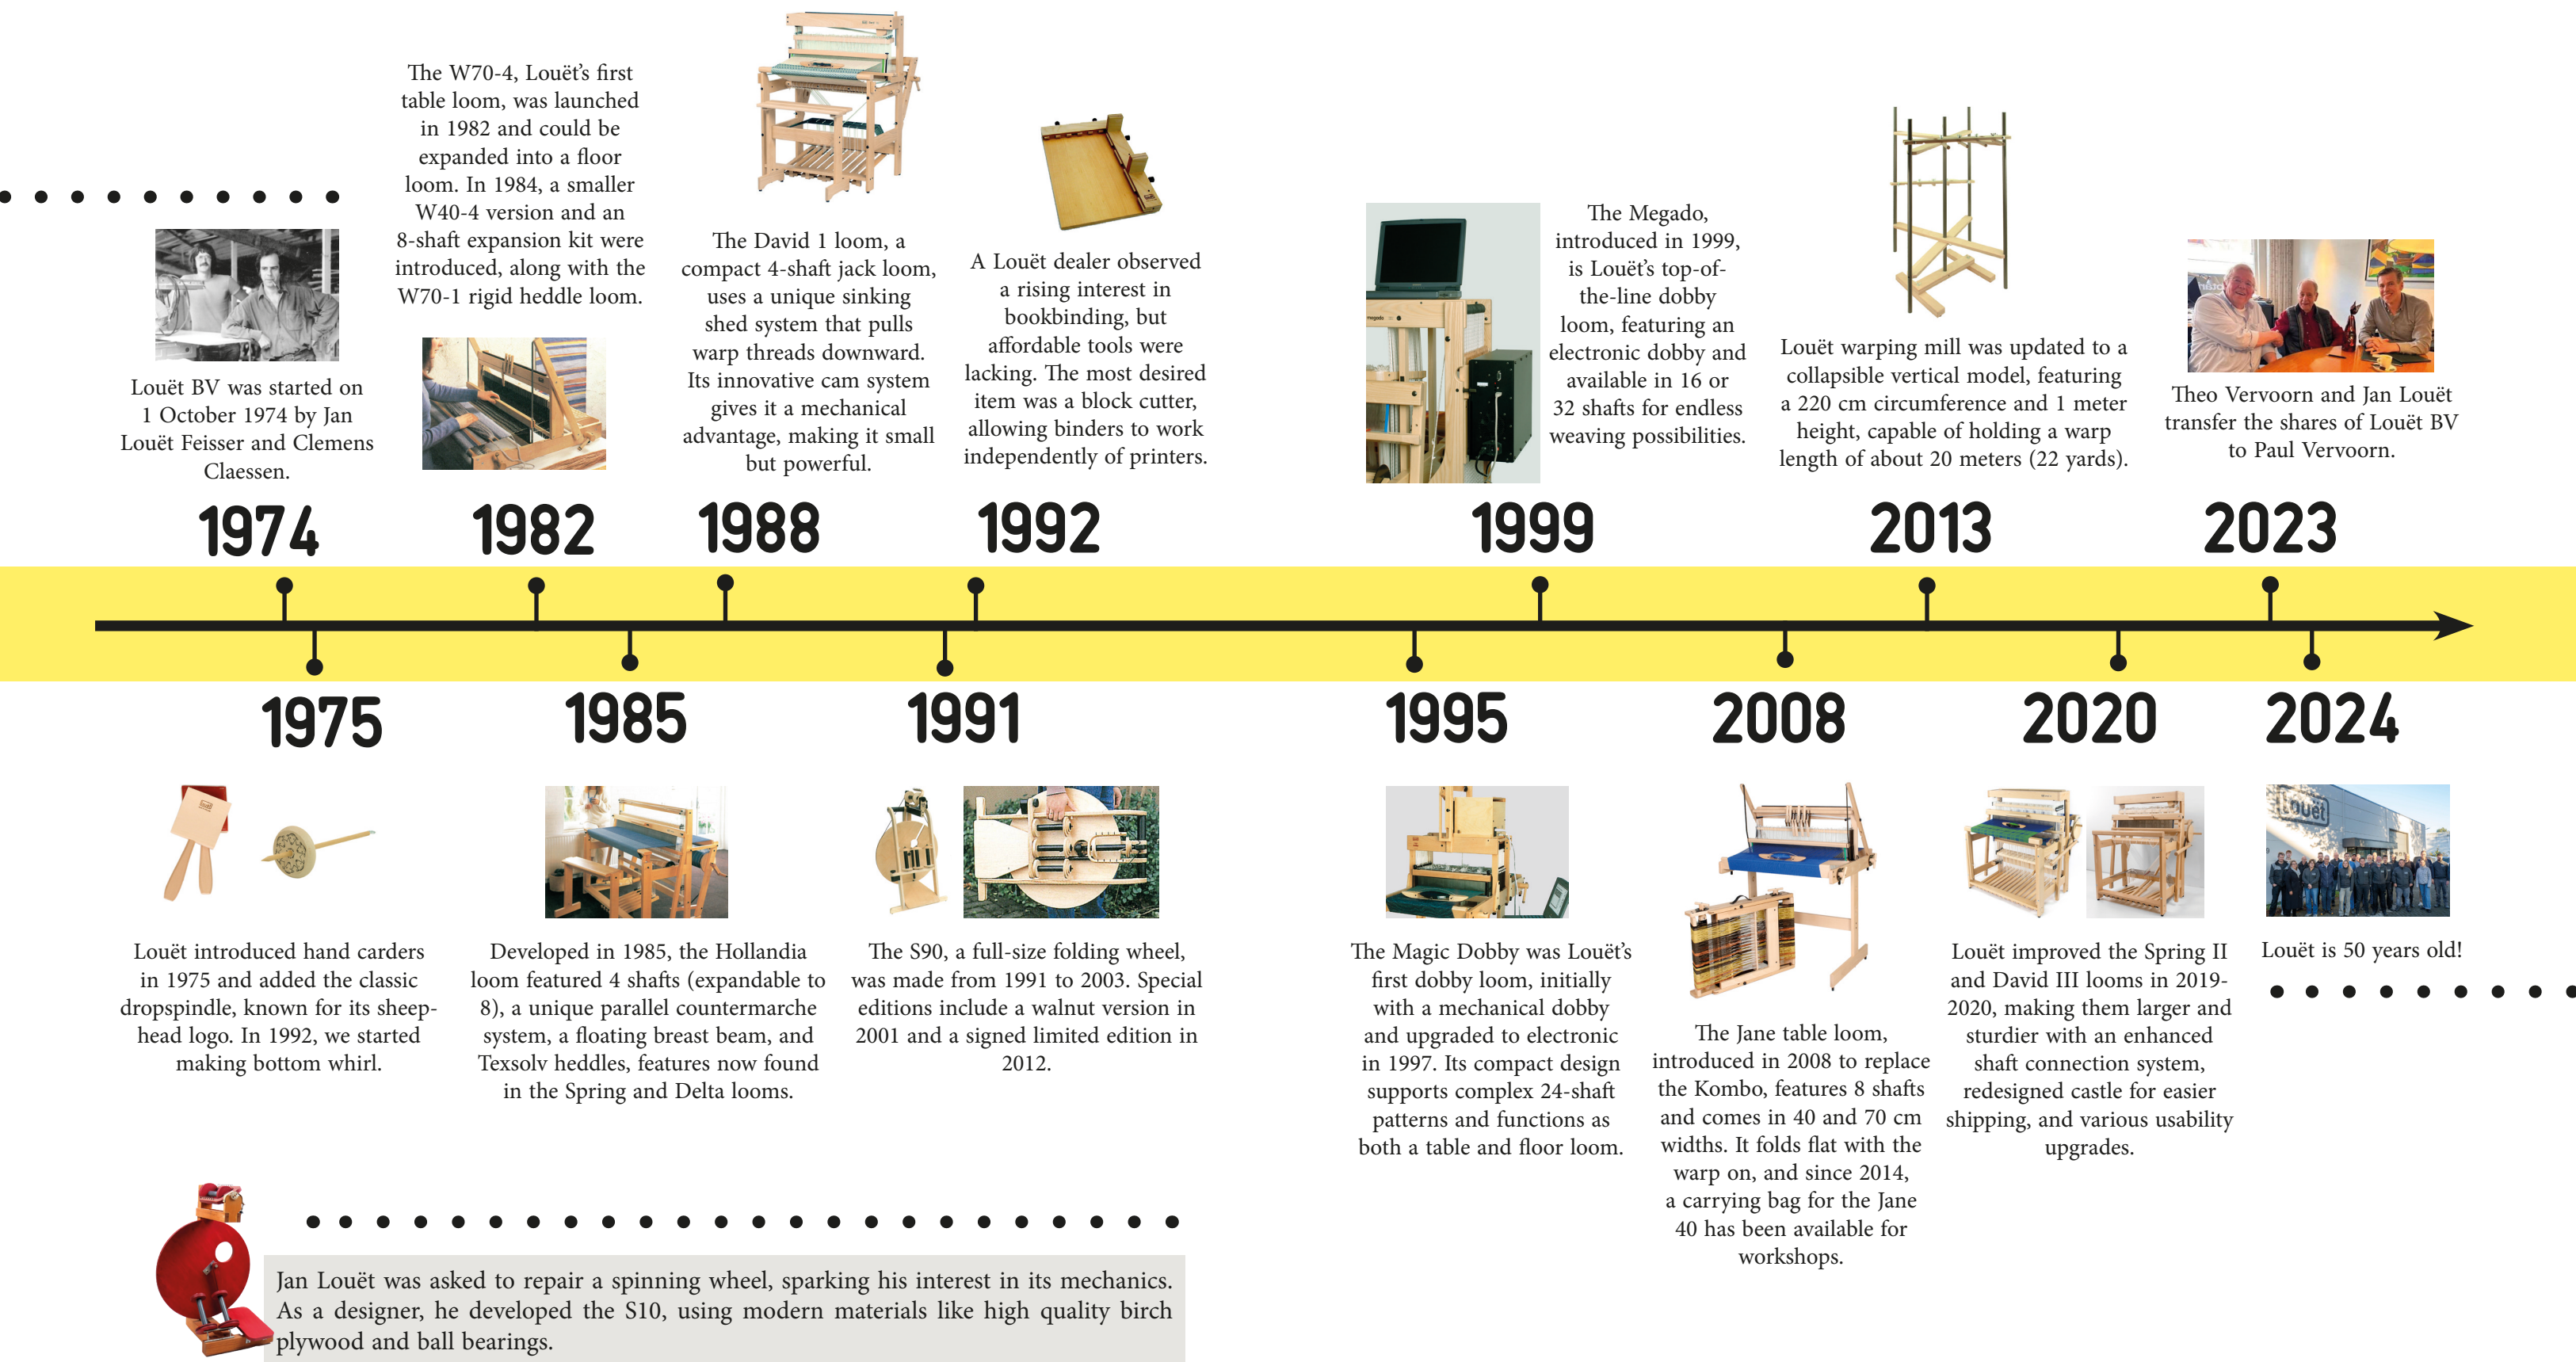 Louët BV was started on
1 October 1974 by Jan
Louët Feisser and Clemens
Claessen.
1974
The W70-4, Louët's first
table loom, was launched
in 1982 and could be
expanded into a floor
loom. In 1984, a smaller
W40-4 version and an
8-shaft expansion kit were
introduced, along with the
W70-1 rigid heddle loom.
1982
The David 1 loom, a
compact 4-shaft jack loom,
uses a unique sinking
shed system that pulls
warp threads downward.
Its innovative cam system
gives it a mechanical
advantage, making it small
but powerful.
1988
A Louët dealer observed
a rising interest in
bookbinding, but
affordable tools were
lacking. The most desired
item was a block cutter,
allowing binders to work
independently of printers.
1992
megado
The Megado,
introduced in 1999,
is Louët's top-of-
the-line dobby
loom, featuring an
electronic dobby and
available in 16 or
32 shafts for endless
weaving possibilities.
1999
Louët warping mill was updated to a
collapsible vertical model, featuring
a 220 cm circumference and 1 meter
height, capable of holding a warp
length of about 20 meters (22 yards).
2013
Theo Vervoorn and Jan Louët
transfer the shares of Louët BV
to Paul Vervoorn.
2023
1975
Louët introduced hand carders
in 1975 and added the classic
dropspindle, known for its sheep-
head logo. In 1992, we started
making bottom whirl.
1985
Developed in 1985, the Hollandia
loom featured 4 shafts (expandable to
8), a unique parallel countermarche
system, a floating breast beam, and
Texsolv heddles, features now found
in the Spring and Delta looms.
1991
The S90, a full-size folding wheel,
was made from 1991 to 2003. Special
editions include a walnut version in
2001 and a signed limited edition in
2012.
1995
The Magic Dobby was Louët's
first dobby loom, initially
with a mechanical dobby
and upgraded to electronic
in 1997. Its compact design
supports complex 24-shaft
patterns and functions as
both a table and floor loom.
2008
The Jane table loom,
introduced in 2008 to replace
the Kombo, features 8 shafts
and comes in 40 and 70 cm
widths. It folds flat with the
warp on, and since 2014,
a carrying bag for the Jane
40 has been available for
workshops.
2020
Louët improved the Spring II
and David III looms in 2019-
2020, making them larger and
sturdier with an enhanced
shaft connection system,
redesigned castle for easier
shipping, and various usability
upgrades.
2024
Louët
Louët is 50 years old!
Jan Louët was asked to repair a spinning wheel, sparking his interest in its mechanics.
As a designer, he developed the S10, using modern materials like high quality birch
plywood and ball bearings.